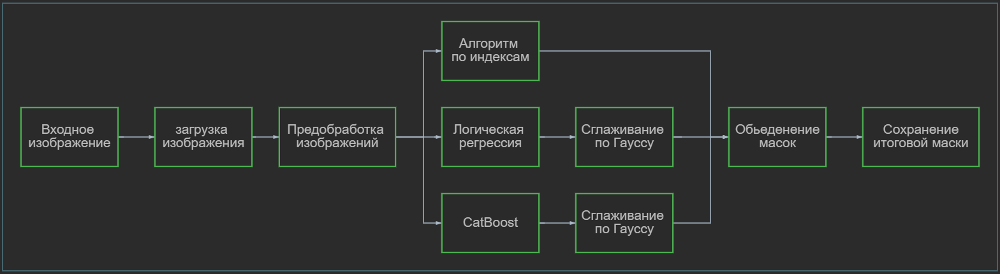 Входное
изображение
загрузка
изображения
Предобработка
изображений
Алгоритм
по индексам
Логическая
регрессия
Сглаживание
по Гауссу
CatBoost
Сглаживание
по Гауссу
Обьеденение
масок
Сохранение
итоговой маски